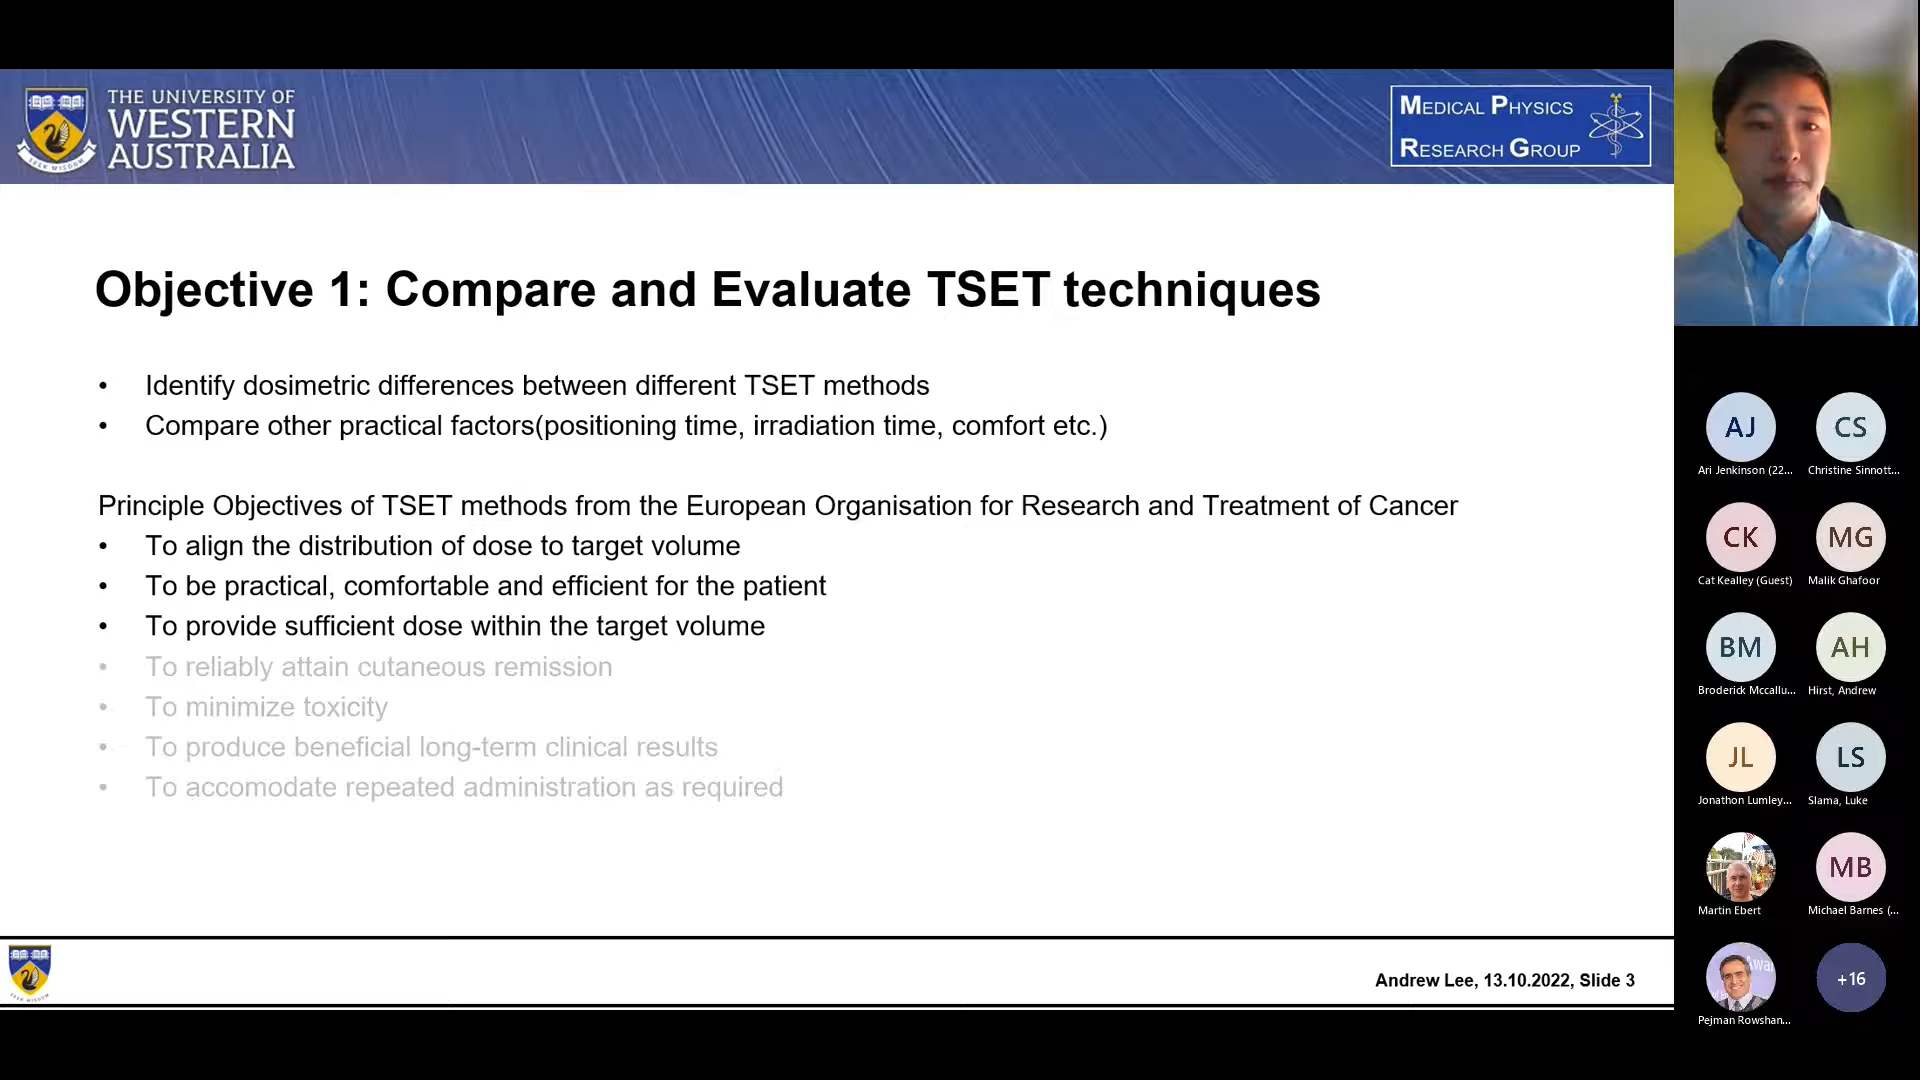 THE UNIVERSITY OF
WESTERN
AUSTRALIA
MEDICAL PHYSICS
RESEARCH GROUP
Objective 1: Compare and Evaluate TSET techniques
• Identify dosimetric differences between different TSET methods
• Compare other practical factors(positioning time, irradiation time, comfort etc.)
Principle Objectives of TSET methods from the European Organisation for Research and Treatment of Cancer
• To align the distribution of dose to target volume
• To be practical, comfortable and efficient for the patient
• To provide sufficient dose within the target volume
• To reliably attain cutaneous remission
• To minimize toxicity
• To produce beneficial long-term clinical results
• To accomodate repeated administration as required
Andrew Lee, 13.10.2022, Slide 3
AJ
Ari Jenkinson (22...
CS
Christine Sinnott...
CK
Cat Kealley (Guest)
MG
Malik Ghafoor
BM
Broderick Mccallu...
AH
Hirst, Andrew
JL
Jonathon Lumley...
LS
Slama, Luke
Martin Ebert
MB
Michael Barnes (...
Pejman Rowshan...
+16